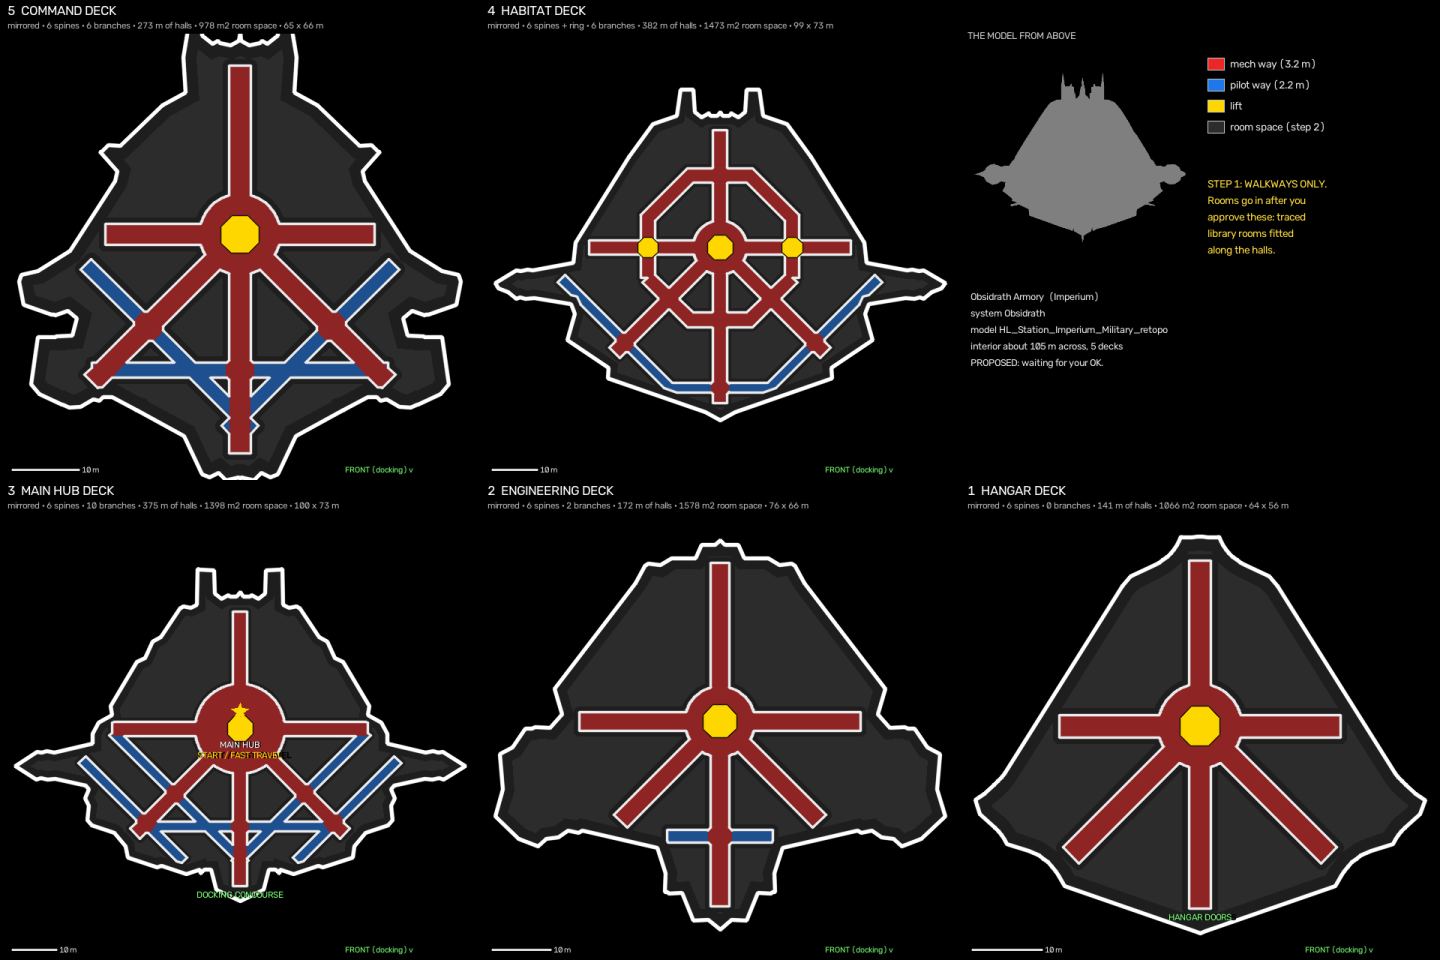 5 COMMAND DECK
mirrored • 6 spines • 6 branches • 273 m of halls • 978 m2 room space • 65 x 66 m
10 m
FRONT (docking) v
4 HABITAT DECK
mirrored • 6 spines + ring • 6 branches • 382 m of halls • 1473 m2 room space • 99 x 73 m
10 m
FRONT (docking) v
THE MODEL FROM ABOVE
mech way (3.2 m)
pilot way (2.2 m)
lift
room space (step 2)
STEP 1: WALKWAYS ONLY.
Rooms go in after you
approve these: traced
library rooms fitted
along the halls.
Obsidrath Armory (Imperium)
system Obsidrath
model HL_Station_Imperium_Military_retopo
interior about 105 m across, 5 decks
PROPOSED: waiting for your OK.
3 MAIN HUB DECK
mirrored • 6 spines • 10 branches • 375 m of halls • 1398 m2 room space • 100 x 73 m
MAIN HUB
START / FAST TRAVEL
DOCKING CONCOURSE
10 m
FRONT (docking) v
2 ENGINEERING DECK
mirrored • 6 spines • 2 branches • 172 m of halls • 1578 m2 room space • 76 x 66 m
10 m
FRONT (docking) v
1 HANGAR DECK
mirrored • 6 spines • 0 branches • 141 m of halls • 1066 m2 room space • 64 x 56 m
HANGAR DOORS
10 m
FRONT (docking) v